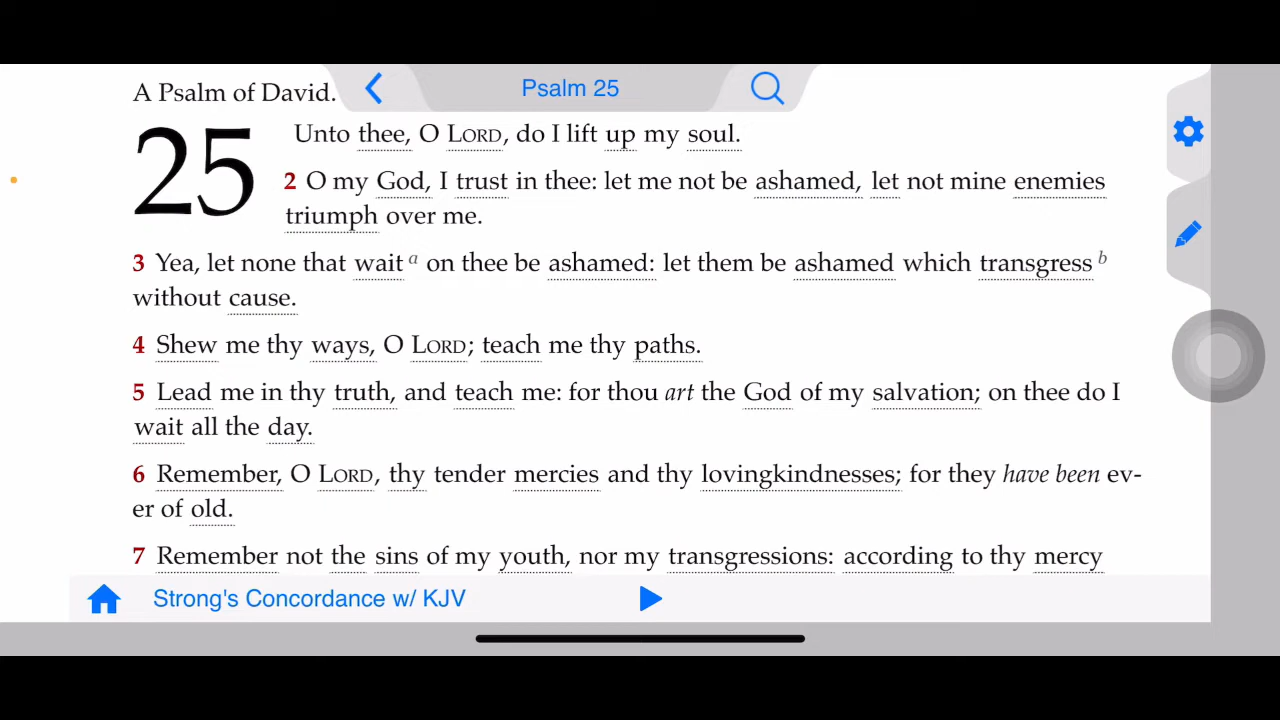 A Psalm of David.
Psalm 25
25
Unto thee, O LORD, do I lift up my soul.
2 O my God, I trust in thee: let me not be ashamed, let not mine enemies
triumph over me.
3 Yea, let none that wait a on thee be ashamed: let them be ashamed which transgress b
without cause.
4 Shew me thy ways, O LORD; teach me thy paths.
5 Lead me in thy truth, and teach me: for thou art the God of my salvation; on thee do I
wait all the day.
6 Remember, O LORD, thy tender mercies and thy lovingkindnesses; for they have been ev-
er of old.
7 Remember not the sins of my youth, nor my transgressions: according to thy mercy
Strong's Concordance w/ KJV